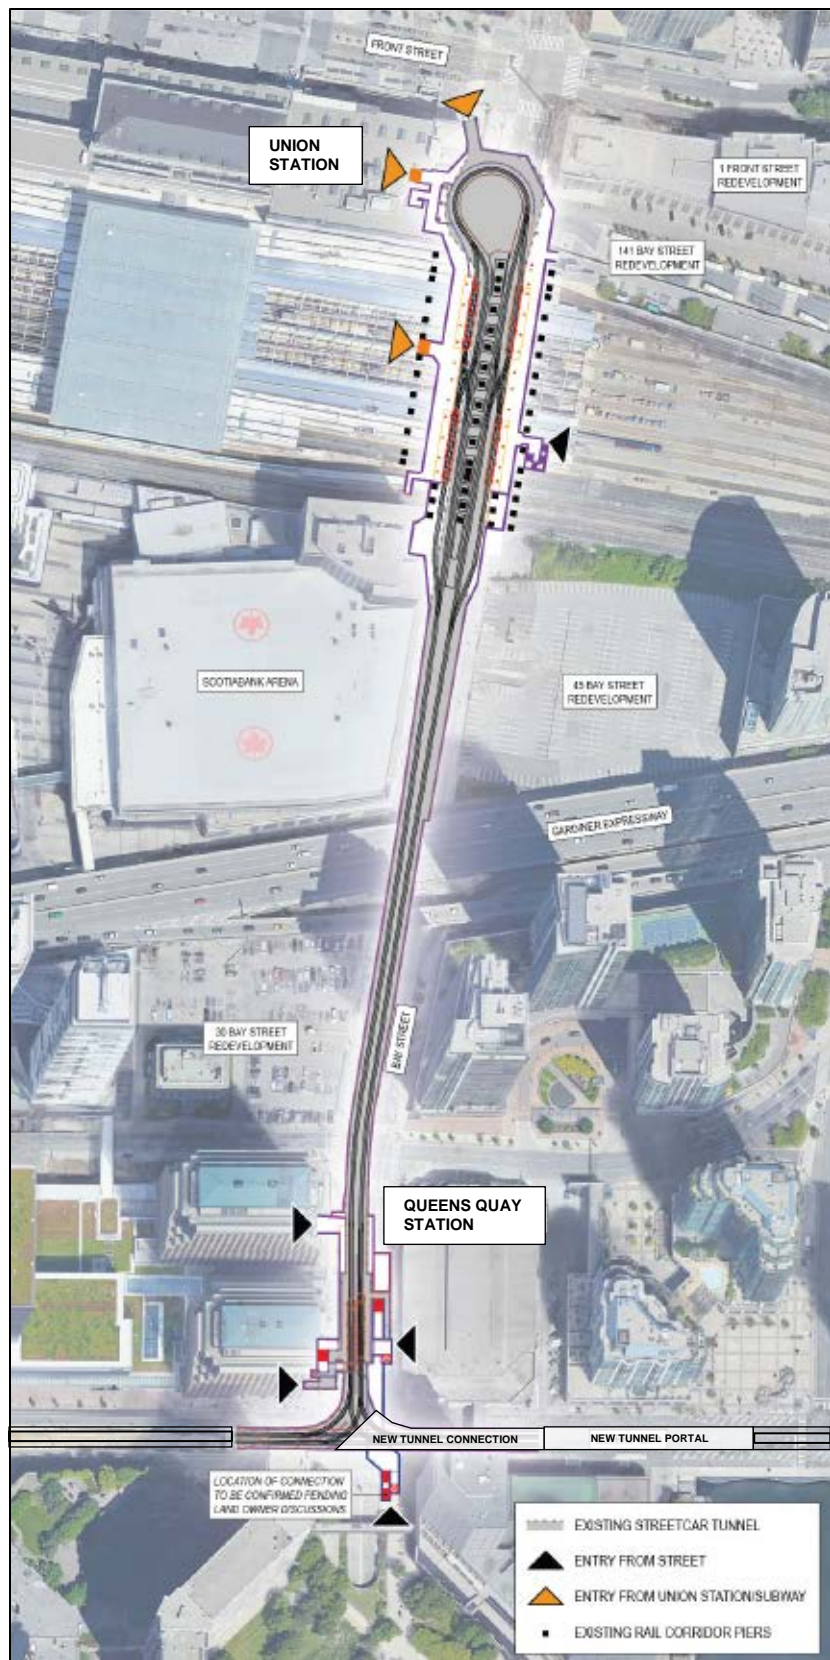 FRONT STREET
UNION
STATION
1 FRONT STREET
REDEVELOPMENT
141 BAY STREET
REDEVELOPMENT
SCOTIABANK ARENA
45 BAY STREET
REDEVELOPMENT
GARDINER EXPRESSWAY
BAY STREET
30 BAY STREET
REDEVELOPMENT
QUEENS QUAY
STATION
NEW TUNNEL CONNECTION
NEW TUNNEL PORTAL
LOCATION OF CONNECTION
TO BE CONFIRMED PENDING
LAND OWNER DISCUSSIONS
EXISTING STREETCAR TUNNEL
ENTRY FROM STREET
ENTRY FROM UNION STATION/SUBWAY
EXISTING RAIL CORRIDOR PIERS